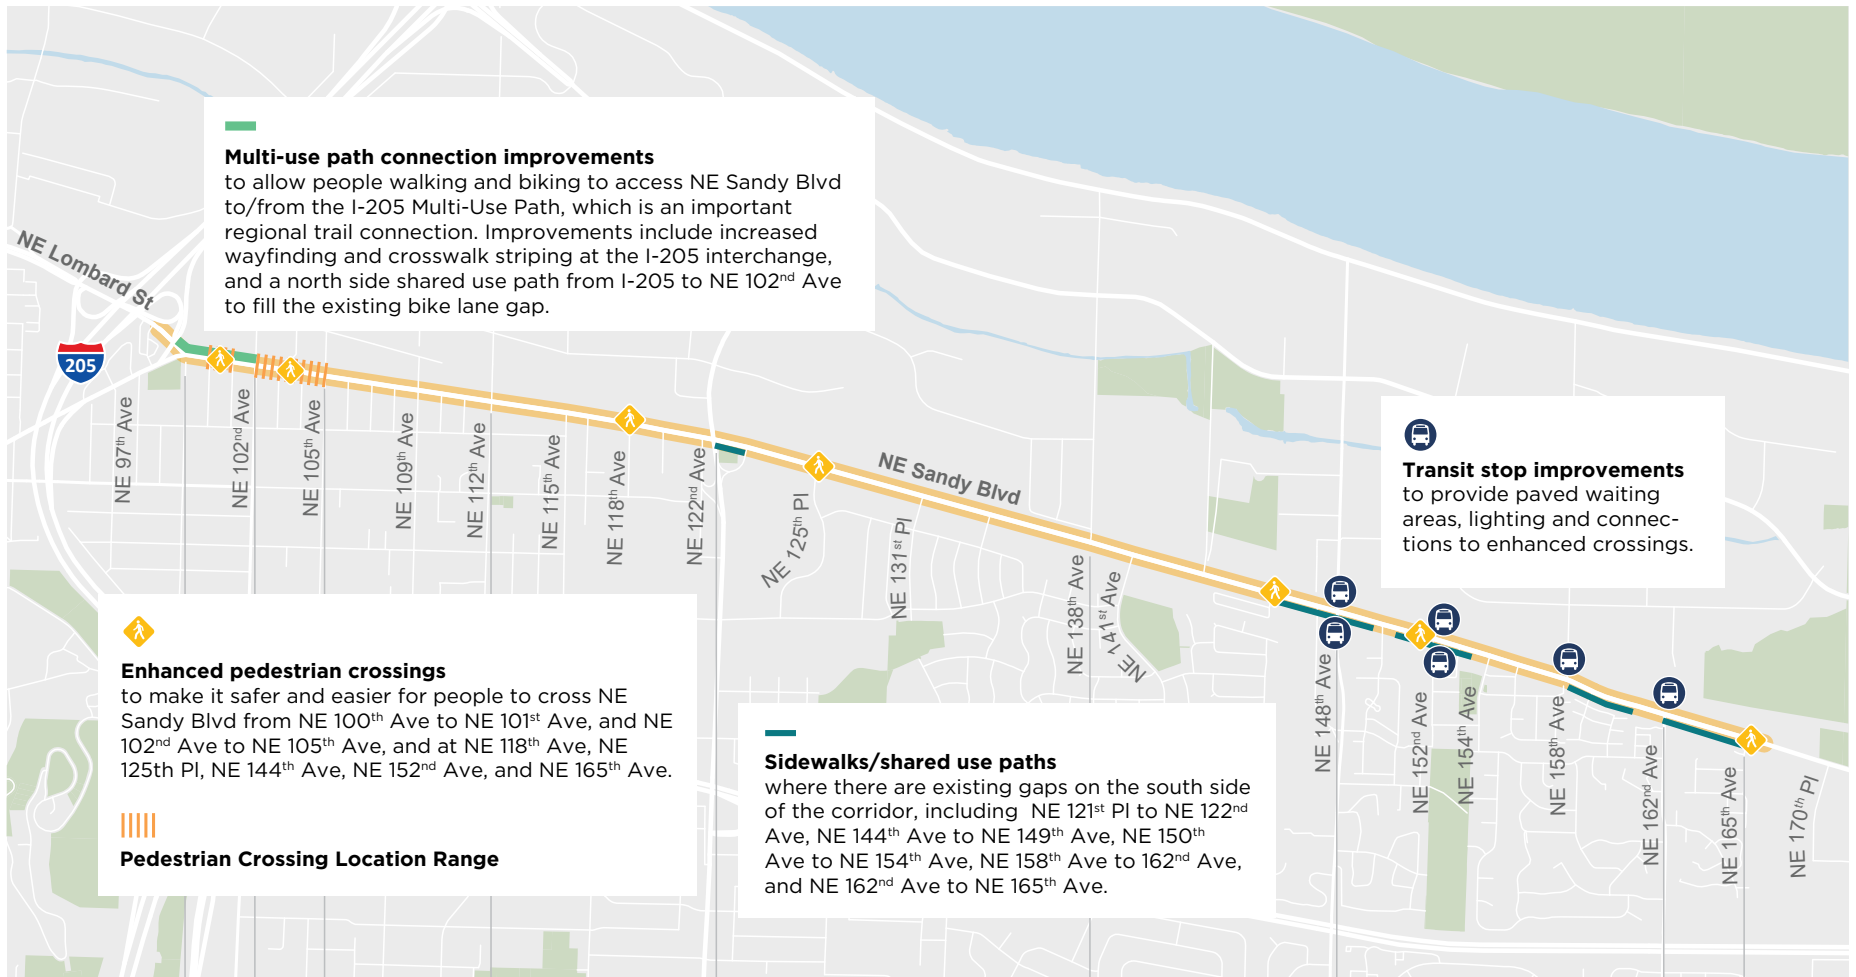 Multi-use path connection improvements
to allow people walking and biking to access NE Sandy Blvd
to/from the I-205 Multi-Use Path, which is an important
regional trail connection. Improvements include increased
wayfinding and crosswalk striping at the I-205 interchange,
and a north side shared use path from I-205 to NE 102nd Ave
to fill the existing bike lane gap.
NE Lombard St
205
NE 97th Ave
NE 102nd Ave
NE 105th Ave
NE 109th Ave
NE 112th Ave
NE 115th Ave
NE 118th Ave
NE 122nd Ave
NE 125th Pl
NE Sandy Blvd
NE 131st Pl
NE 138th Ave
NE 141st Ave
NE 148th Ave
NE 152nd Ave
NE 154th Ave
NE 158th Ave
NE 162nd Ave
NE 165th Ave
NE 170th Pl
Transit stop improvements
to provide paved waiting
areas, lighting and connec-
tions to enhanced crossings.
Enhanced pedestrian crossings
to make it safer and easier for people to cross NE
Sandy Blvd from NE 100th Ave to NE 101st Ave, and NE
102nd Ave to NE 105th Ave, and at NE 118th Ave, NE
125th Pl, NE 144th Ave, NE 152nd Ave, and NE 165th Ave.
Pedestrian Crossing Location Range
Sidewalks/shared use paths
where there are existing gaps on the south side
of the corridor, including NE 121st Pl to NE 122nd
Ave, NE 144th Ave to NE 149th Ave, NE 150th
Ave to NE 154th Ave, NE 158th Ave to 162nd Ave,
and NE 162nd Ave to NE 165th Ave.